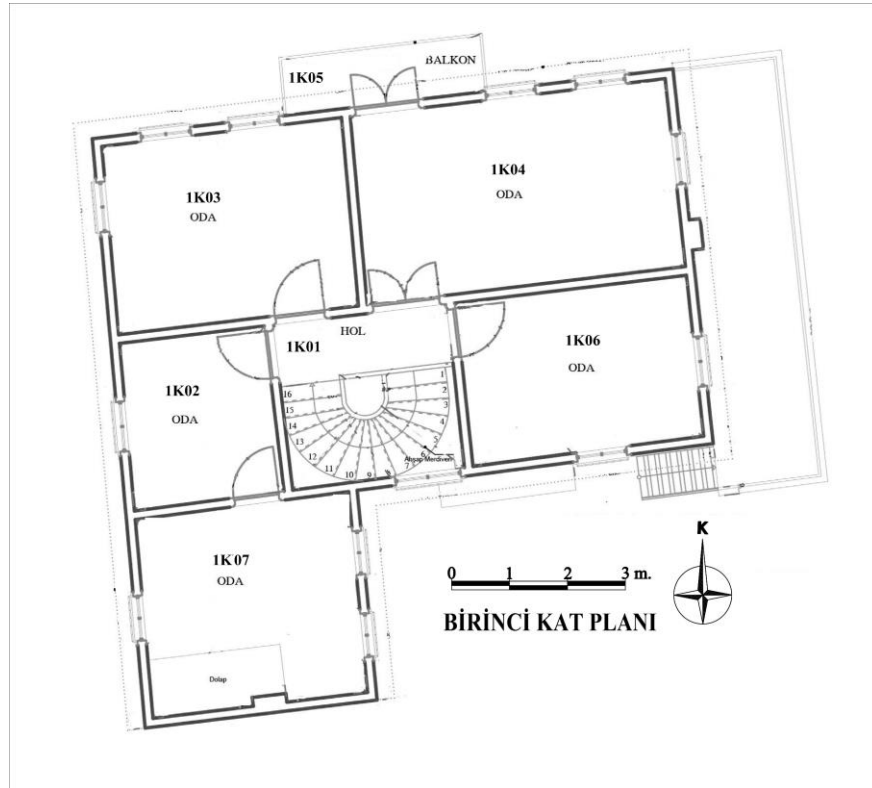 BALKON
1K05
1K04
ODA
1K03
ODA
HOL
1K01
1K06
ODA
1K02
ODA
1
2
3
4
5
6
7
8
9
10
11
12
13
14
15
16
Ahşap Merdiven
1K07
ODA
Dolap
K
0 1 2 3 m.
BİRİNCİ KAT PLANI